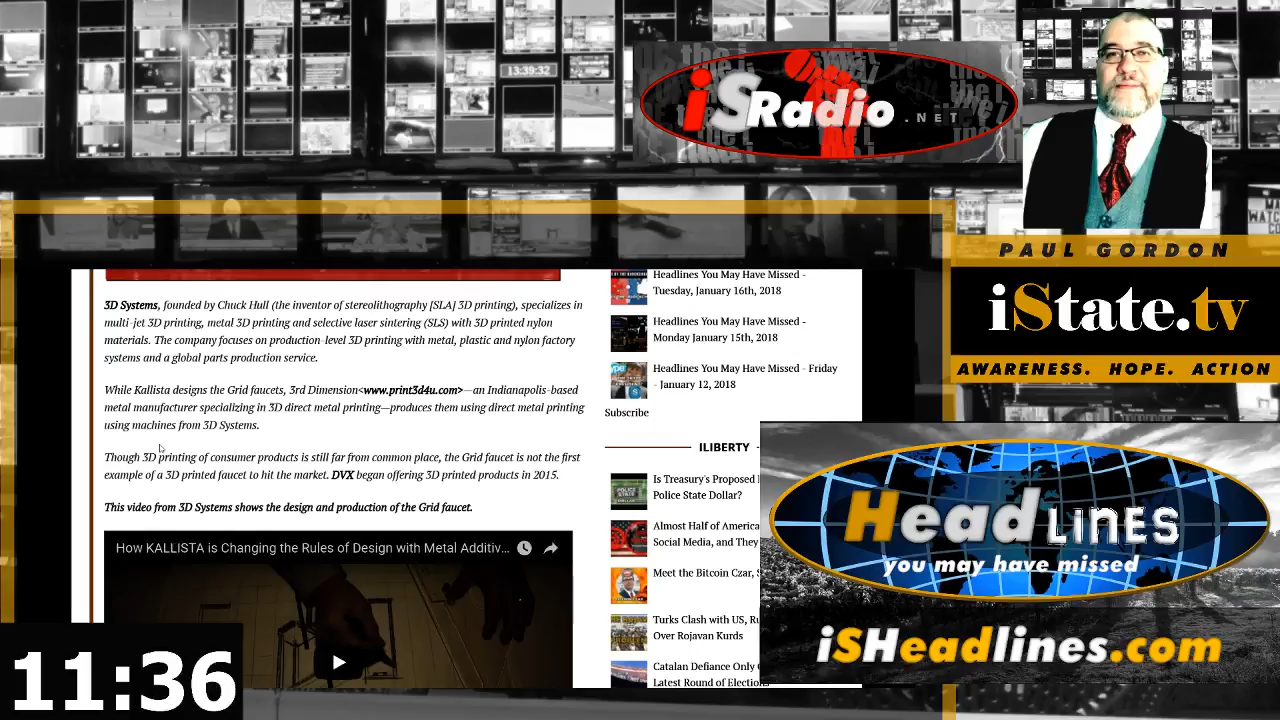 13:39:32
iSRadio.NET
PAUL GORDON
iState.tv
AWARENESS. HOPE. ACTION
3D Systems, founded by Chuck Hull (the inventor of stereolithography [SLA] 3D printing), specializes in
multi-jet 3D printing, metal 3D printing and selective laser sintering (SLS) with 3D printed nylon
materials. The company focuses on production-level 3D printing with metal, plastic and nylon factory
systems and a global parts production service.
While Kallista designs the Grid faucets, 3rd Dimension<www.print3d4u.com>—an Indianapolis-based
metal manufacturer specializing in 3D direct metal printing—produces them using direct metal printing
using machines from 3D Systems.
Though 3D printing of consumer products is still far from common place, the Grid faucet is not the first
example of a 3D printed faucet to hit the market. DVX began offering 3D printed products in 2015.
This video from 3D Systems shows the design and production of the Grid faucet.
How KALLISTA is Changing the Rules of Design with Metal Additiv...
Headlines You May Have Missed -
Tuesday, January 16th, 2018
Headlines You May Have Missed -
Monday January 15th, 2018
Headlines You May Have Missed - Friday
- January 12, 2018
Subscribe
ILIBERTY
Is Treasury's Proposed
Police State Dollar?
Almost Half of America
Social Media, and They
Meet the Bitcoin Czar,
Turks Clash with US, Ru
Over Rojavan Kurds
Catalan Defiance Only
Latest Round of Elections
Head LINES
you may have missed
iSHeadlines.com
11:36